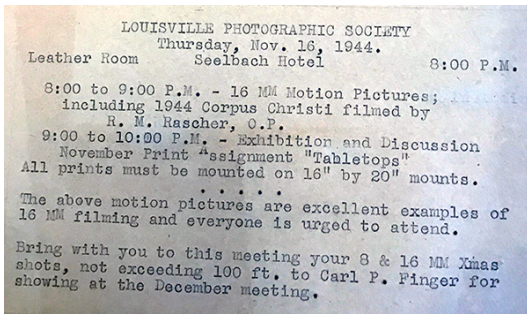 LOUISVILLE PHOTOGRAPHIC SOCIETY
Thursday, Nov. 16, 1944.
Leather Room Seelbach Hotel 8:00 P.M.
8:00 to 9:00 P.M. - 16 MM Motion Pictures;
including 1944 Corpus Christi filmed by
R. M. Rascher, O.P.
9:00 to 10:00 P.M. - Exhibition and Discussion
November Print Assignment "Tabletops"
All prints must be mounted on 16" by 20" mounts.
. . . . .
The above motion pictures are excellent examples of
16 MM filming and everyone is urged to attend.
Bring with you to this meeting your 8 & 16 MM Xmas
shots, not exceeding 100 ft. to Carl P. Finger for
showing at the December meeting.